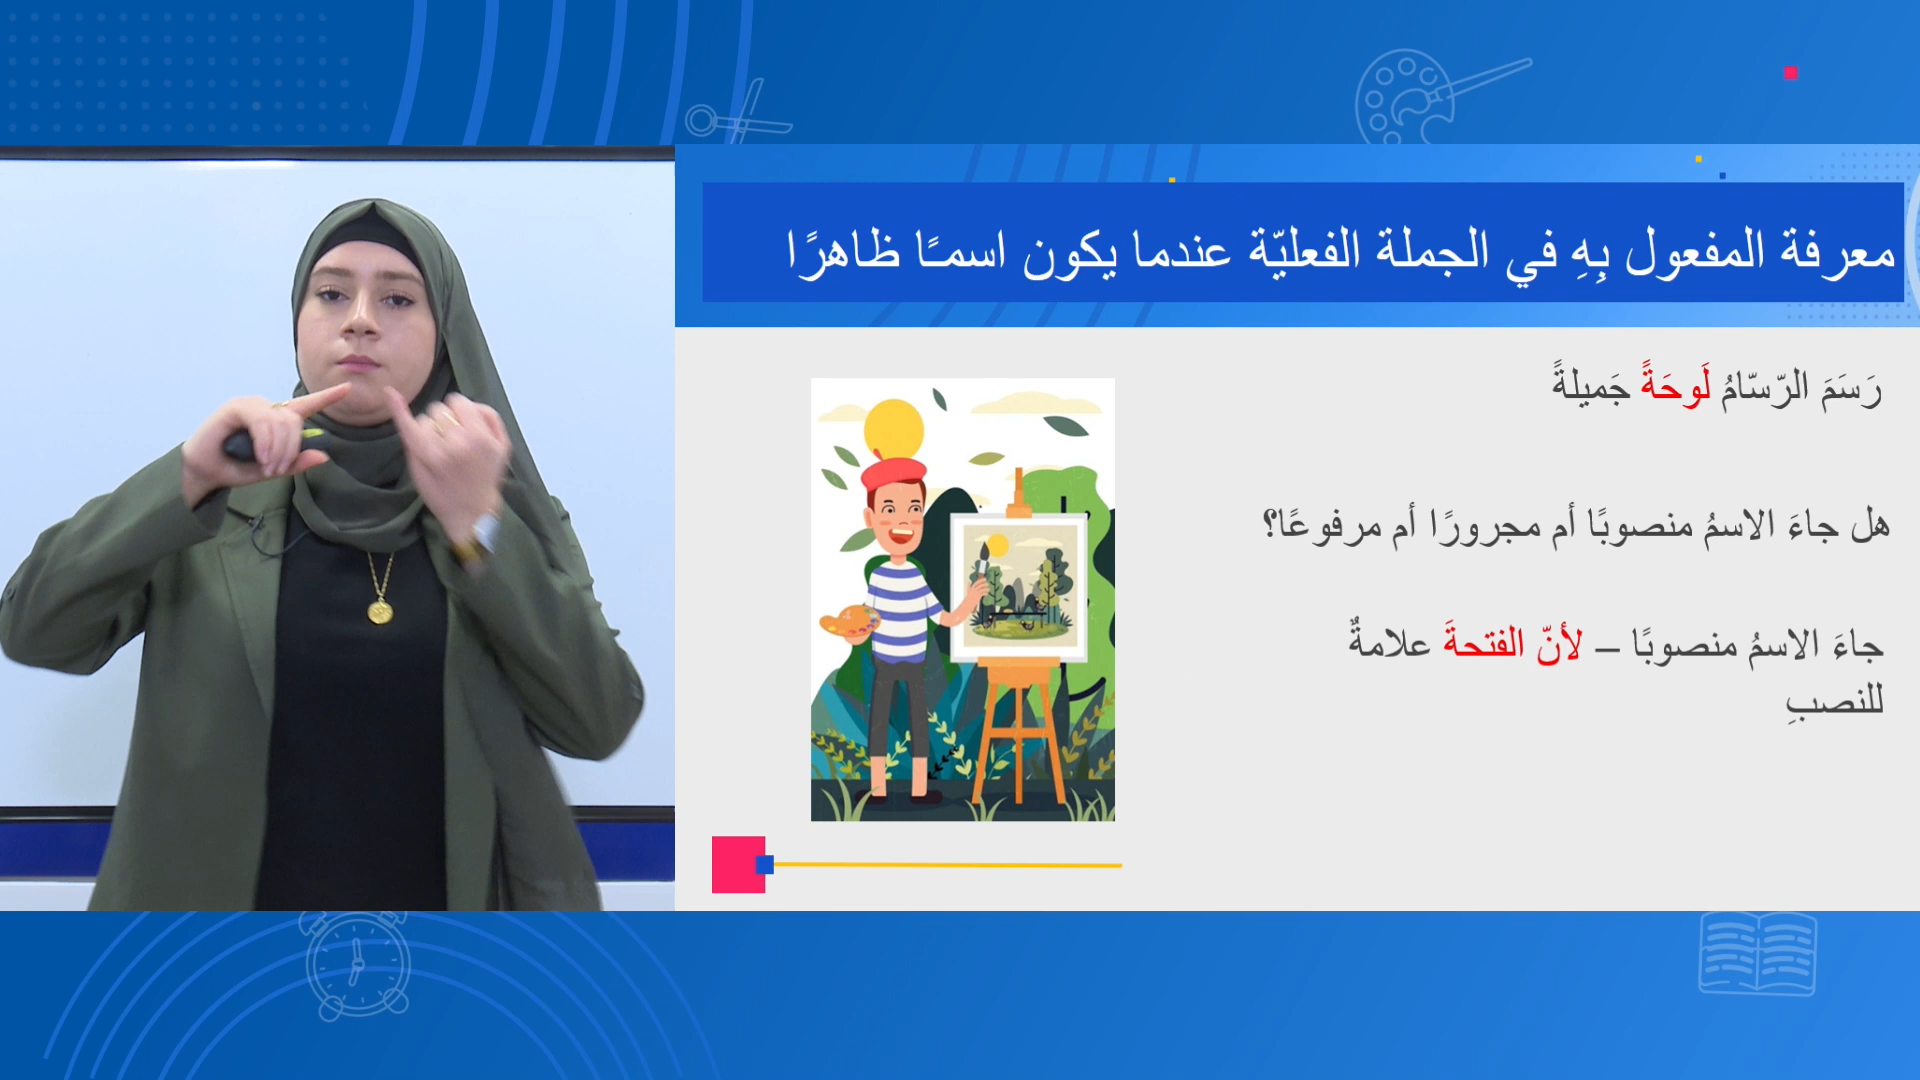 معرفة المفعول بِهِ في الجملة الفعليّة عندما يكون اسمـًا ظاهرًا
رَسَمَ الرّسّامُ لَوحَةً جَميلةً
هل جاءَ الاسمُ منصوبًا أم مجرورًا أم مرفوعًا؟
جاءَ الاسمُ منصوبًا – لأنّ الفتحةَ علامةٌ
للنصبِ